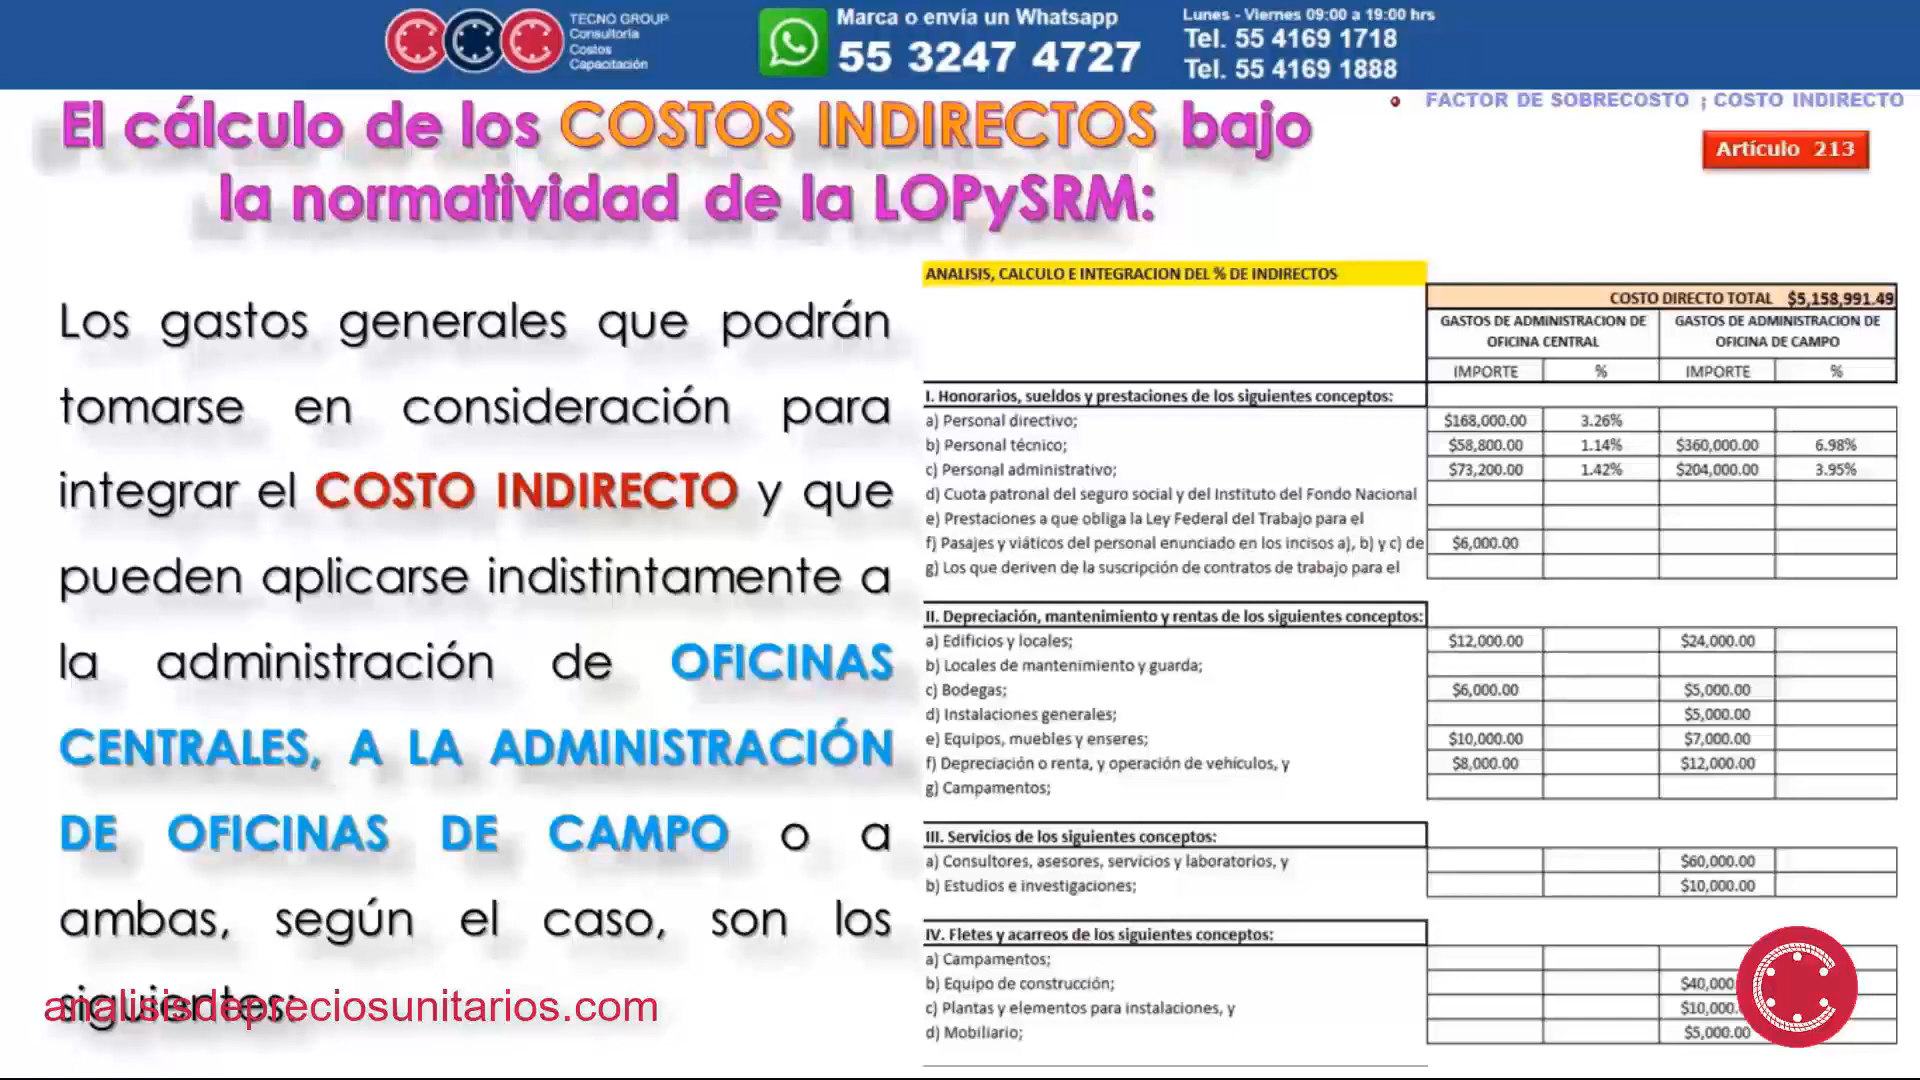 TECNO GROUP
Consultoría
Costos
Capacitación
Marca o envía un Whatsapp
55 3247 4727
Lunes - Viernes 09:00 a 19:00 hrs
Tel. 55 4169 1718
Tel. 55 4169 1888
FACTOR DE SOBRECOSTO ; COSTO INDIRECTO
Artículo 213
El cálculo de los COSTOS INDIRECTOS bajo
la normatividad de la LOPySRM:
Los gastos generales que podrán
tomarse en consideración para
integrar el COSTO INDIRECTO y que
pueden aplicarse indistintamente a
la administración de OFICINAS
CENTRALES, A LA ADMINISTRACIÓN
DE OFICINAS DE CAMPO o a
ambas, según el caso, son los
siguientes:
analisisdepreciosunitarios.com
ANALISIS, CALCULO E INTEGRACION DEL % DE INDIRECTOS
COSTO DIRECTO TOTAL $5,158,991.49
GASTOS DE ADMINISTRACION DE OFICINA CENTRAL GASTOS DE ADMINISTRACION DE OFICINA DE CAMPO
IMPORTE % IMPORTE %
I. Honorarios, sueldos y prestaciones de los siguientes conceptos:
a) Personal directivo; $168,000.00 3.26%
b) Personal técnico; $58,800.00 1.14% $360,000.00 6.98%
c) Personal administrativo; $73,200.00 1.42% $204,000.00 3.95%
d) Cuota patronal del seguro social y del Instituto del Fondo Nacional
e) Prestaciones a que obliga la Ley Federal del Trabajo para el
f) Pasajes y viáticos del personal enunciado en los incisos a), b) y c) de $6,000.00
g) Los que deriven de la suscripción de contratos de trabajo para el
II. Depreciación, mantenimiento y rentas de los siguientes conceptos:
a) Edificios y locales; $12,000.00 $24,000.00
b) Locales de mantenimiento y guarda;
c) Bodegas; $6,000.00 $5,000.00
d) Instalaciones generales; $5,000.00
e) Equipos, muebles y enseres; $10,000.00 $7,000.00
f) Depreciación o renta, y operación de vehículos, y $8,000.00 $12,000.00
g) Campamentos;
III. Servicios de los siguientes conceptos:
a) Consultores, asesores, servicios y laboratorios, y $60,000.00
b) Estudios e investigaciones; $10,000.00
IV. Fletes y acarreos de los siguientes conceptos:
a) Campamentos;
b) Equipo de construcción; $40,000
c) Plantas y elementos para instalaciones, y $10,000.
d) Mobiliario; $5,000.00